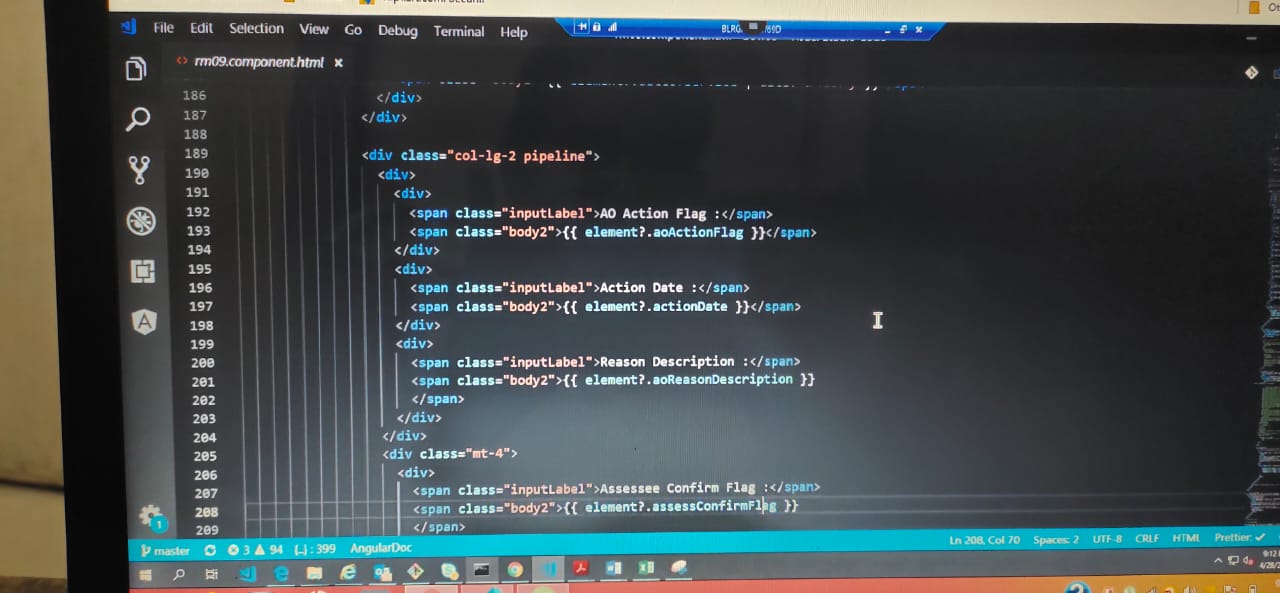 File Edit Selection View Go Debug Terminal Help
rm09.component.html
186 </div>
187 </div>
188
189 <div class="col-lg-2 pipeline">
190 <div>
191 <div>
192 <span class="inputLabel">AO Action Flag :</span>
193 <span class="body2">{{ element?.aoActionFlag }}</span>
194 </div>
195 <div>
196 <span class="inputLabel">Action Date :</span>
197 <span class="body2">{{ element?.actionDate }}</span>
198 </div>
199 <div>
200 <span class="inputLabel">Reason Description :</span>
201 <span class="body2">{{ element?.aoReasonDescription }}
202 </span>
203 </div>
204 </div>
205 <div class="mt-4">
206 <div>
207 <span class="inputLabel">Assessee Confirm Flag :</span>
208 <span class="body2">{{ element?.assessConfirmFlag }}
209 </span>
1
master 3 94 {..} : 399 AngularDoc Ln 208, Col 70 Spaces: 2 UTF-8 CRLF HTML Prettier: ✓